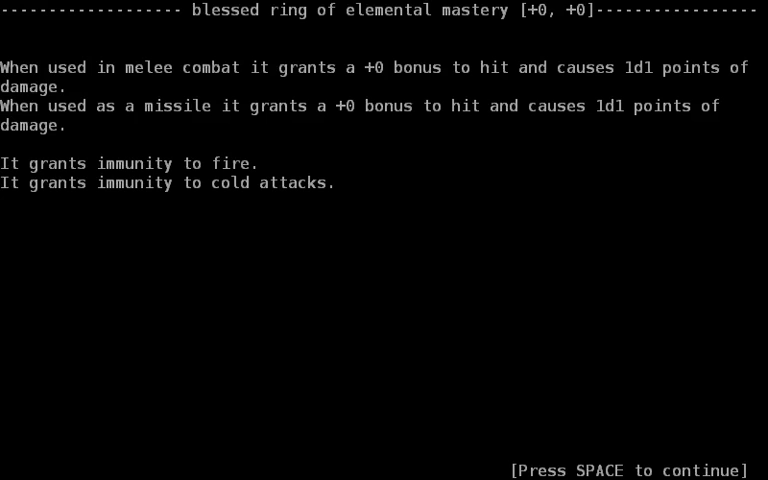 ------------------- blessed ring of elemental mastery [+0, +0]-----------------
When used in melee combat it grants a +0 bonus to hit and causes 1d1 points of
damage.
When used as a missile it grants a +0 bonus to hit and causes 1d1 points of
damage.
It grants immunity to fire.
It grants immunity to cold attacks.
[Press SPACE to continue]